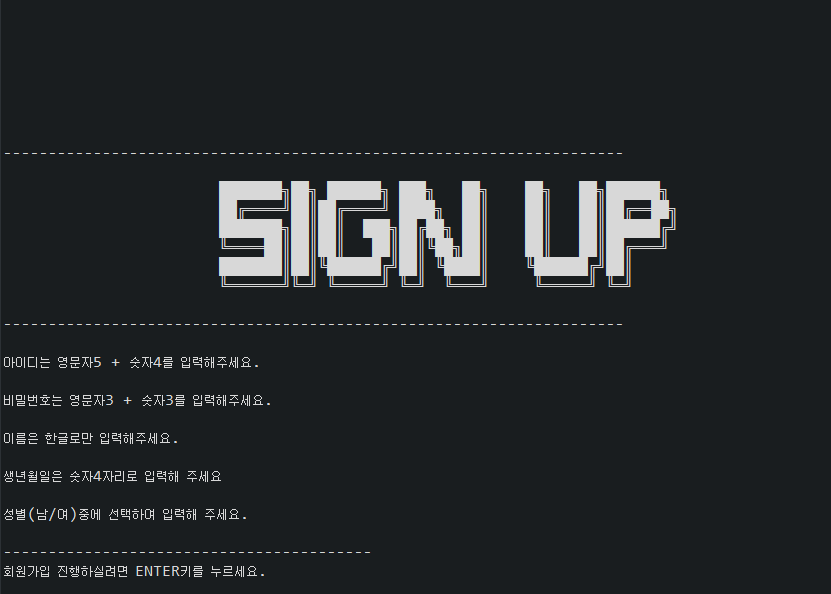 SIGN UP
아이디는 영문자5 + 숫자4를 입력해주세요.
비밀번호는 영문자3 + 숫자3를 입력해주세요.
이름은 한글로만 입력해주세요.
생년월일은 숫자4자리로 입력해 주세요
성별(남/여)중에 선택하여 입력해 주세요.
회원가입 진행하실려면 ENTER키를 누르세요.